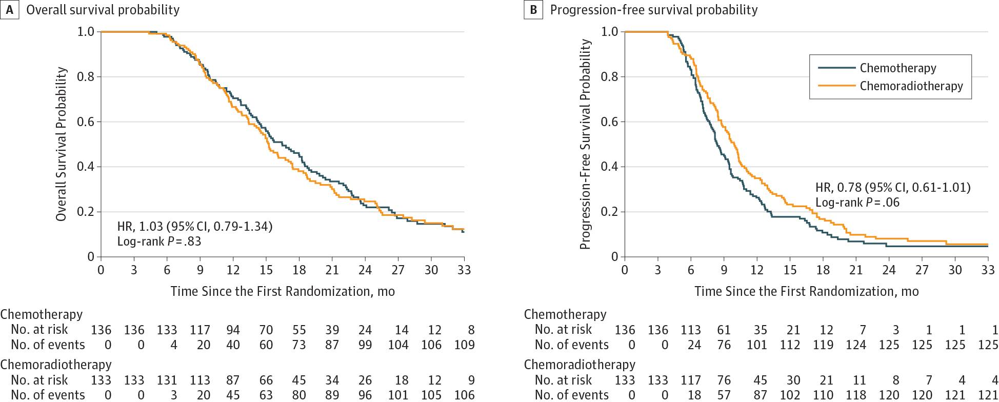 A Overall survival probability
Overall Survival Probability
1.0
0.8
0.6
0.4
0.2
0
HR, 1.03 (95% CI, 0.79-1.34)
Log-rank P = .83
0 3 6 9 12 15 18 21 24 27 30 33
Time Since the First Randomization, mo
Chemotherapy
No. at risk 136 136 133 117 94 70 55 39 24 14 12 8
No. of events 0 0 4 20 40 60 73 87 99 104 106 109
Chemoradiotherapy
No. at risk 133 133 131 113 87 66 45 34 26 18 12 9
No. of events 0 0 3 20 45 63 80 89 96 101 105 106
B Progression-free survival probability
Progression-Free Survival Probability
1.0
0.8
0.6
0.4
0.2
0
Chemotherapy
Chemoradiotherapy
HR, 0.78 (95% CI, 0.61-1.01)
Log-rank P = .06
0 3 6 9 12 15 18 21 24 27 30 33
Time Since the First Randomization, mo
Chemotherapy
No. at risk 136 136 113 61 35 21 12 7 3 1 1 1
No. of events 0 0 24 76 101 112 119 124 125 125 125 125
Chemoradiotherapy
No. at risk 133 133 117 76 45 30 21 11 8 7 4 4
No. of events 0 0 18 57 87 102 110 118 120 120 121 121